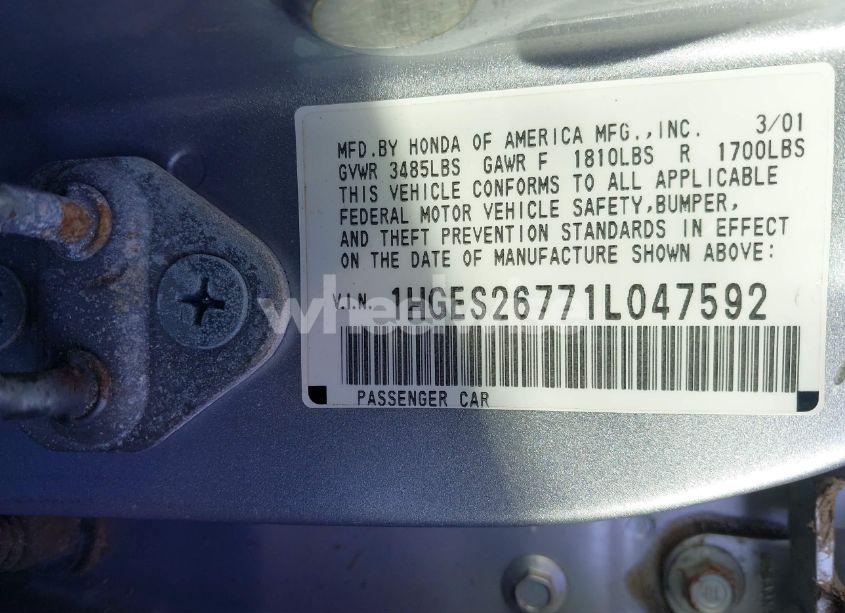 MFD.BY HONDA OF AMERICA MFG.,INC. 3/01
GVWR 3485LBS GAWR F 1810LBS R 1700LBS
THIS VEHICLE CONFORMS TO ALL APPLICABLE
FEDERAL MOTOR VEHICLE SAFETY,BUMPER,
AND THEFT PREVENTION STANDARDS IN EFFECT
ON THE DATE OF MANUFACTURE SHOWN ABOVE:
V.I.N. 1HGES26771L047592
PASSENGER CAR